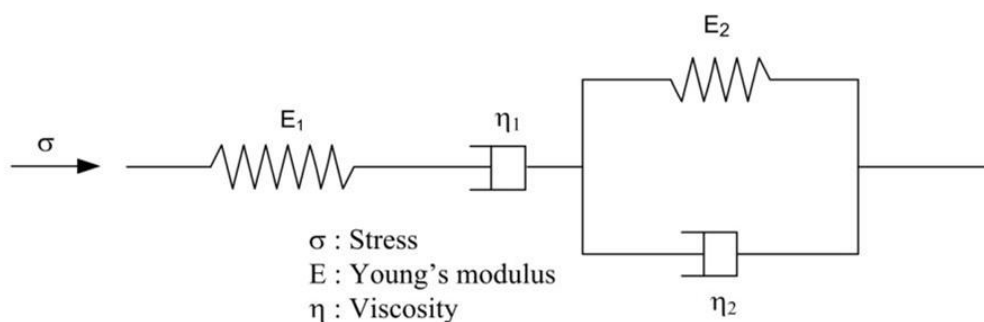 E₂
E₁
η₁
σ
σ : Stress
E : Young's modulus
η : Viscosity
η₂